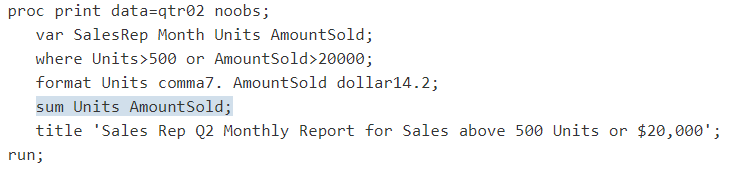 proc print data=qtr02 noobs;
   var SalesRep Month Units AmountSold;
   where Units>500 or AmountSold>20000;
   format Units comma7. AmountSold dollar14.2;
   sum Units AmountSold;
   title 'Sales Rep Q2 Monthly Report for Sales above 500 Units or $20,000';
run;